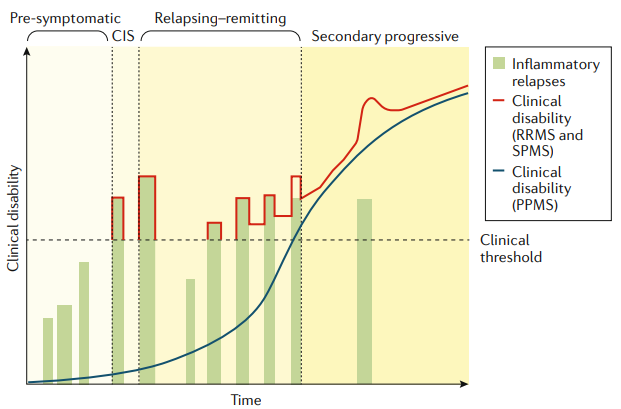 Pre-symptomatic
CIS
Relapsing–remitting
Secondary progressive
Inflammatory
relapses
Clinical
disability
(RRMS and
SPMS)
Clinical
disability
(PPMS)
Clinical
threshold
Clinical disability
Time